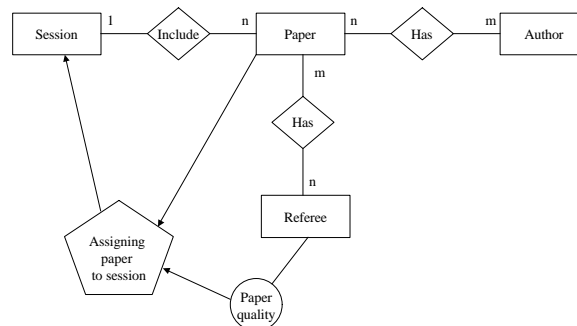 Session
1
Include
n
Paper
n
Has
m
Author
m
Has
n
Referee
Assigning
paper
to session
Paper
quality